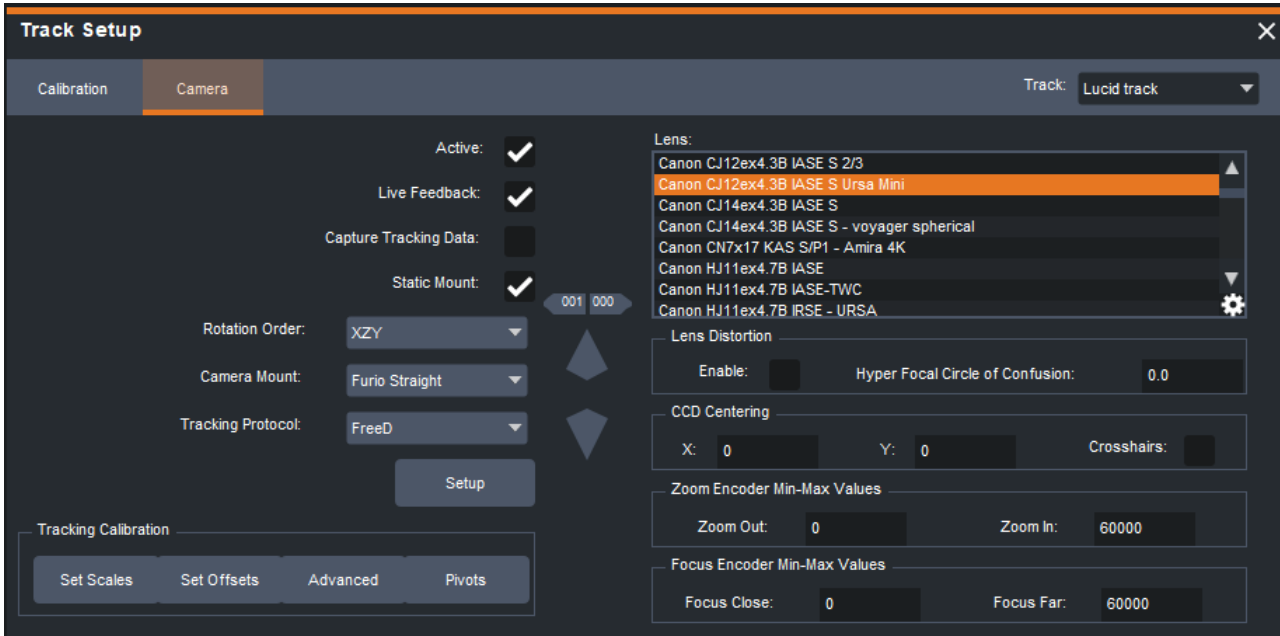 Track Setup
Calibration
Camera
Track:
Lucid track
Active:
Live Feedback:
Capture Tracking Data:
Static Mount:
001 000
Rotation Order:
XZY
Camera Mount:
Furio Straight
Tracking Protocol:
FreeD
Setup
Tracking Calibration
Set Scales
Set Offsets
Advanced
Pivots
Lens:
Canon CJ12ex4.3B IASE S 2/3
Canon CJ12ex4.3B IASE S Ursa Mini
Canon CJ14ex4.3B IASE S
Canon CJ14ex4.3B IASE S - voyager spherical
Canon CN7x17 KAS S/P1 - Amira 4K
Canon HJ11ex4.7B IASE
Canon HJ11ex4.7B IASE-TWC
Canon HJ11ex4.7B IRSE - URSA
Lens Distortion
Enable:
Hyper Focal Circle of Confusion:
0.0
CCD Centering
X: 0
Y: 0
Crosshairs:
Zoom Encoder Min-Max Values
Zoom Out: 0
Zoom In: 60000
Focus Encoder Min-Max Values
Focus Close: 0
Focus Far: 60000